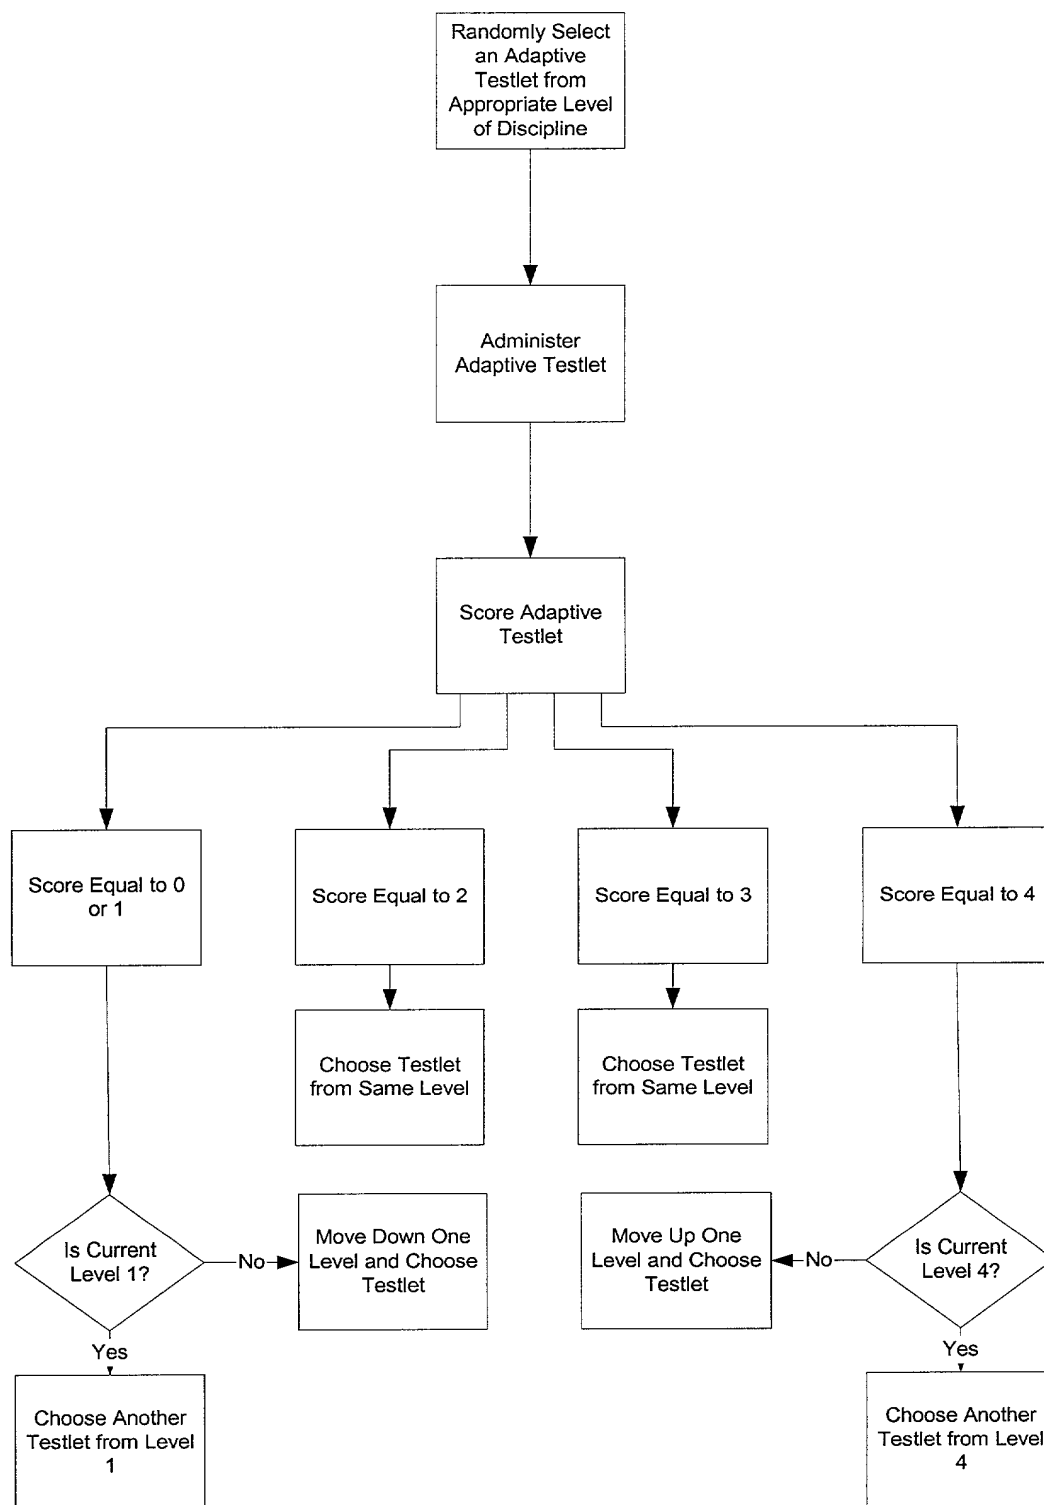 Randomly Select
an Adaptive
Testlet from
Appropriate Level
of Discipline
Administer
Adaptive Testlet
Score Adaptive
Testlet
Score Equal to 0
or 1
Score Equal to 2
Score Equal to 3
Score Equal to 4
Choose Testlet
from Same Level
Choose Testlet
from Same Level
Is Current
Level 1?
No
Move Down One
Level and Choose
Testlet
Move Up One
Level and Choose
Testlet
No
Is Current
Level 4?
Yes
Yes
Choose Another
Testlet from Level
1
Choose Another
Testlet from Level
4